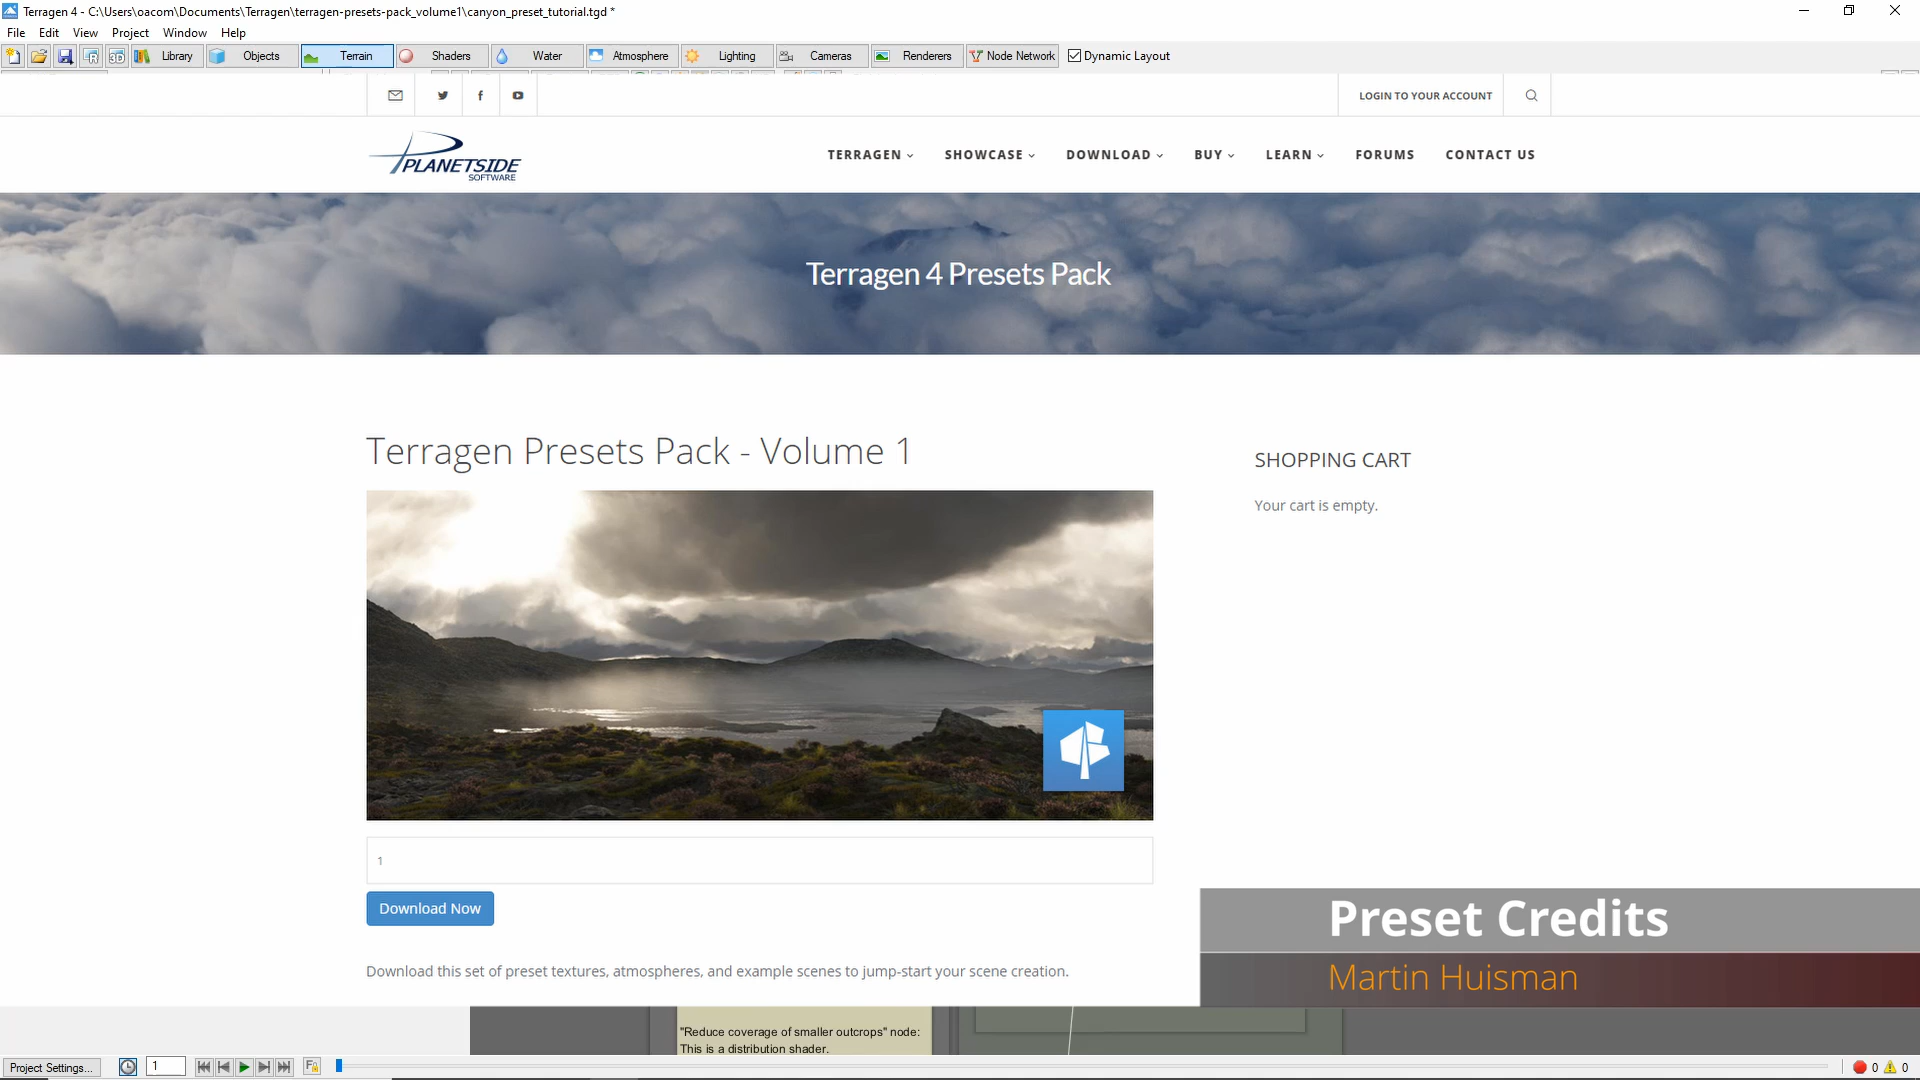 Terragen 4 - C:\Users\oacom\Documents\Terragen\terragen-presets-pack_volume1\canyon_preset_tutorial.tgd *
File Edit View Project Window Help
Library Objects Terrain Shaders Water Atmosphere Lighting Cameras Renderers Node Network Dynamic Layout
LOGIN TO YOUR ACCOUNT
PLANETSIDE
SOFTWARE
TERRAGEN SHOWCASE DOWNLOAD BUY LEARN FORUMS CONTACT US
Terragen 4 Presets Pack
Terragen Presets Pack - Volume 1
SHOPPING CART
Your cart is empty.
1
Download Now
Preset Credits
Martin Huisman
Download this set of preset textures, atmospheres, and example scenes to jump-start your scene creation.
"Reduce coverage of smaller outcrops" node:
This is a distribution shader.
Project Settings... 1 0 0